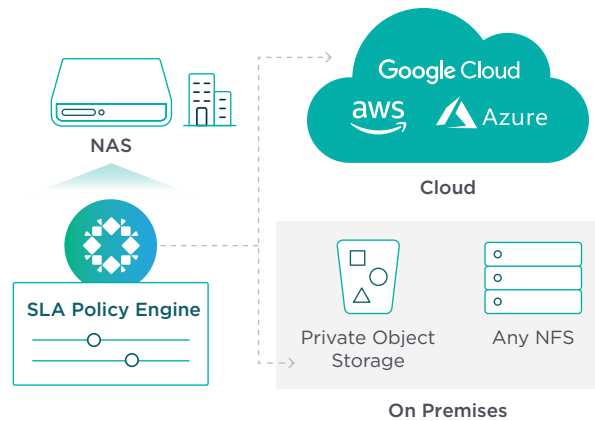 NAS
SLA Policy Engine
Google Cloud
aws
Azure
Cloud
Private Object
Storage
Any NFS
On Premises